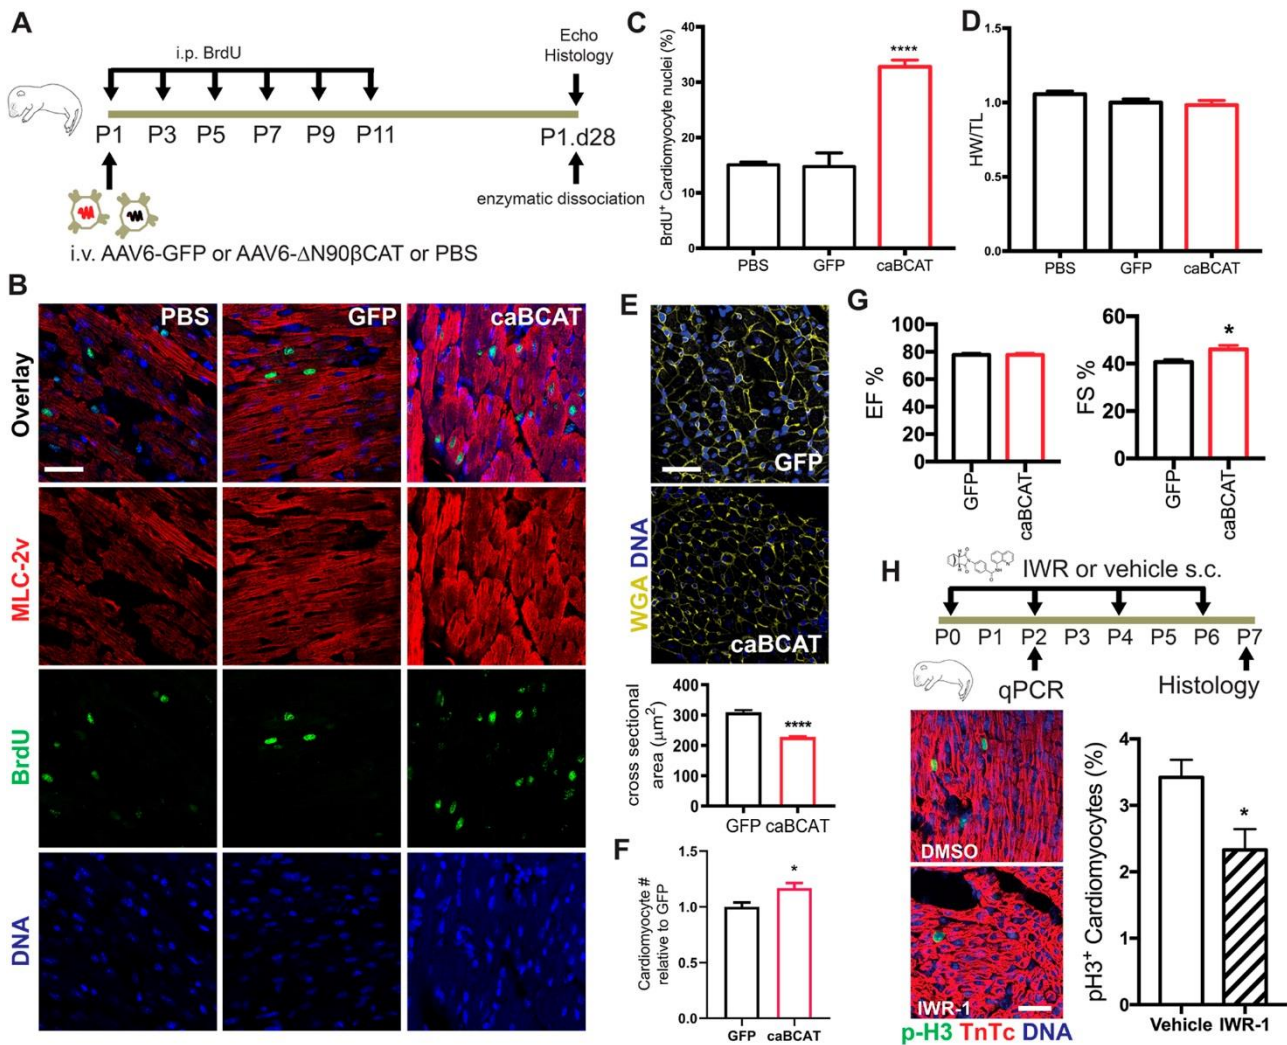 A
Echo
Histology
i.p. BrdU
P1 P3 P5 P7 P9 P11 P1.d28
enzymatic dissociation
i.v. AAV6-GFP or AAV6-ΔN90βCAT or PBS
B
PBS GFP caBCAT
Overlay
MLC-2v
BrdU
DNA
C
BrdU⁺ Cardiomyocyte nuclei (%)
40
30
20
10
0
****
PBS GFP caBCAT
D
HW/TL
1.5
1.0
0.5
0.0
PBS GFP caBCAT
E
GFP
WGA DNA
caBCAT
cross sectional
area (μm²)
400
300
200
100
0
****
GFP caBCAT
F
Cardiomyocyte #
relative to GFP
1.5
1.0
0.5
0.0
*
GFP caBCAT
G
EF %
100
80
60
40
20
0
GFP
caBCAT
FS %
60
40
20
0
*
GFP
caBCAT
H
IWR or vehicle s.c.
P0 P1 P2 P3 P4 P5 P6 P7
qPCR Histology
DMSO
IWR-1
p-H3 TnTc DNA
pH3⁺ Cardiomyocytes (%)
4
3
2
1
0
*
Vehicle IWR-1